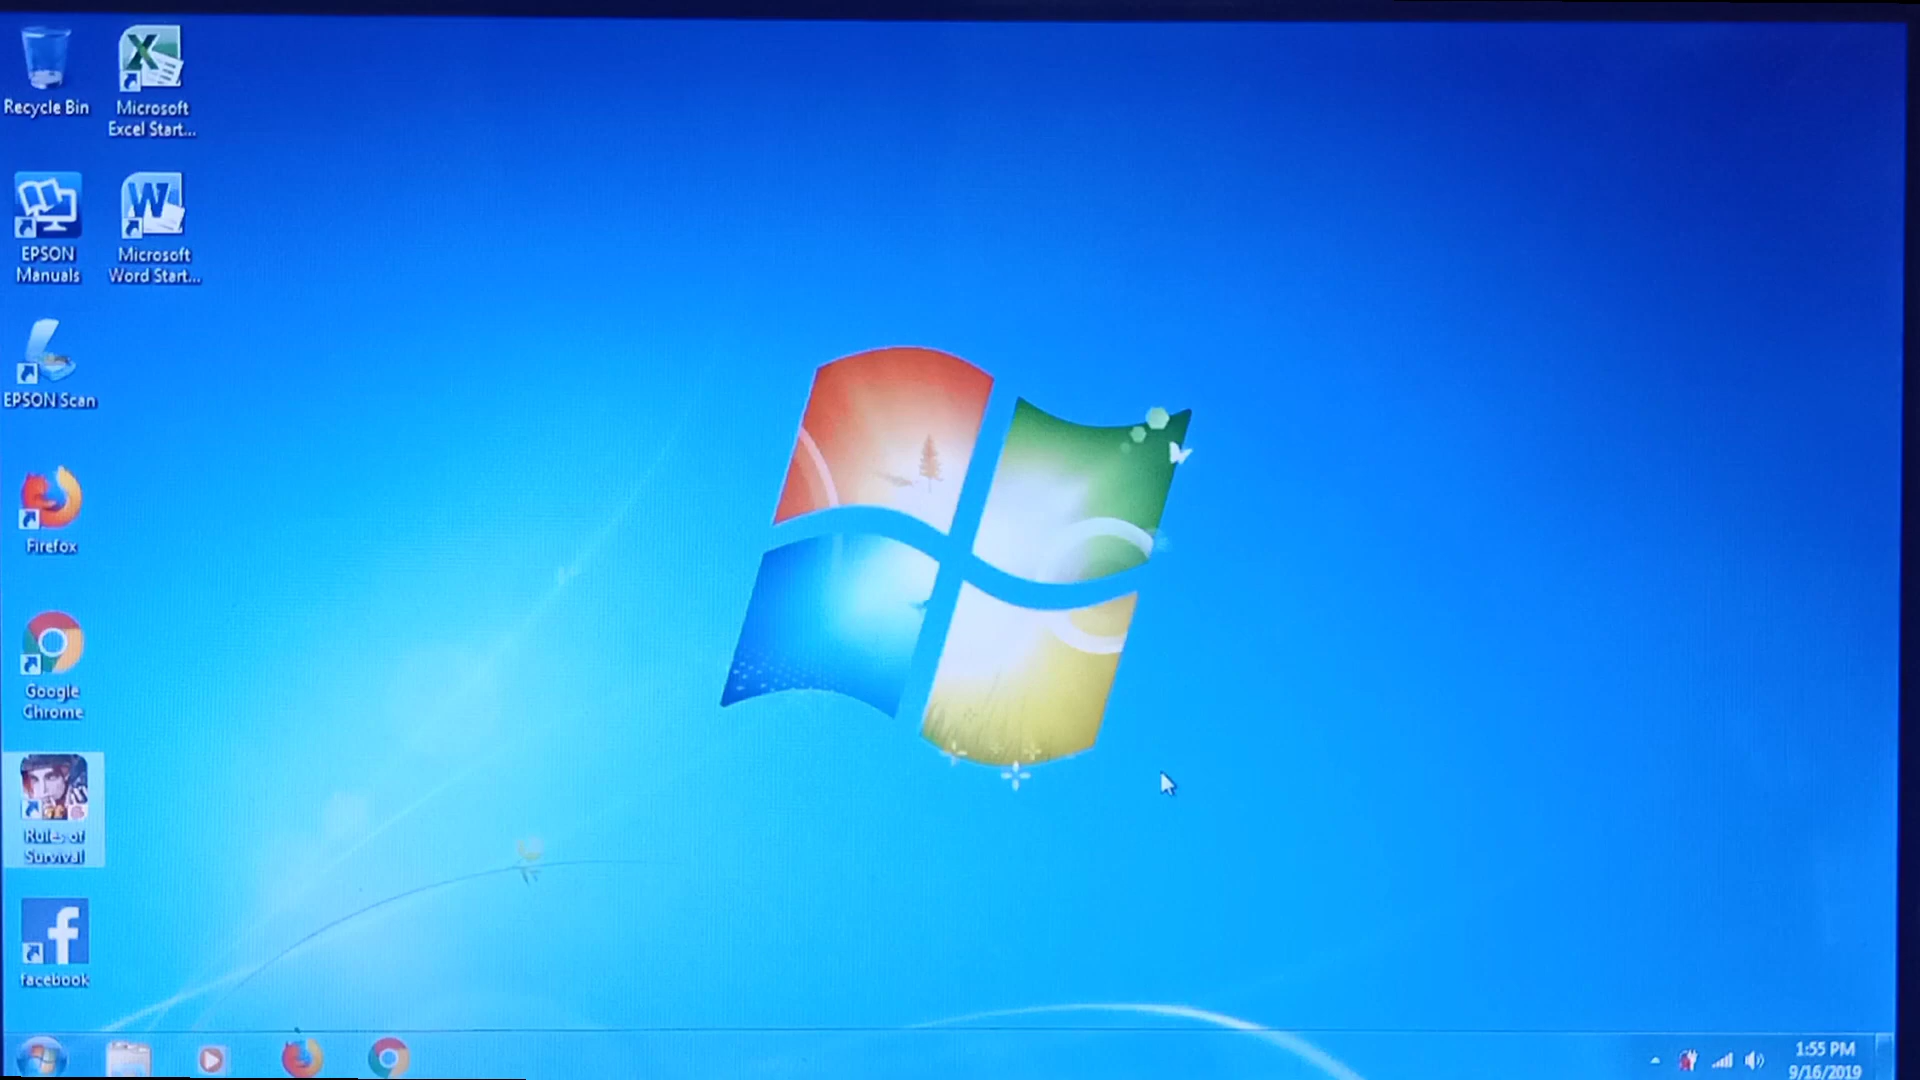 Recycle Bin
Microsoft
Excel Start...
EPSON
Manuals
Microsoft
Word Start...
EPSON Scan
Firefox
Google
Chrome
Rules of
Survival
facebook
1:55 PM
9/16/2019